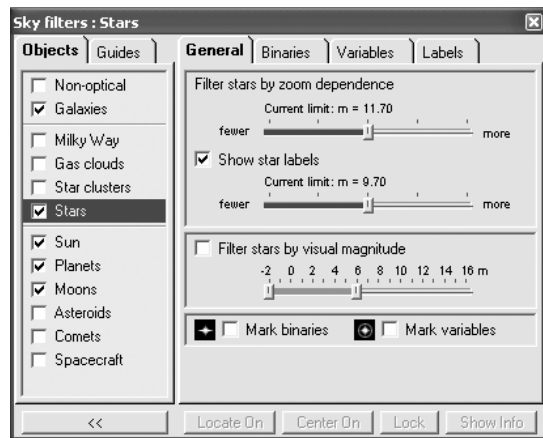 Sky filters : Stars
Objects Guides
Non-optical
Galaxies
Milky Way
Gas clouds
Star clusters
Stars
Sun
Planets
Moons
Asteroids
Comets
Spacecraft
<<
General Binaries Variables Labels
Filter stars by zoom dependence
Current limit: m = 11.70
fewer more
Show star labels
Current limit: m = 9.70
fewer more
Filter stars by visual magnitude
-2 0 2 4 6 8 10 12 14 16 m
Mark binaries Mark variables
Locate On Center On Lock Show Info